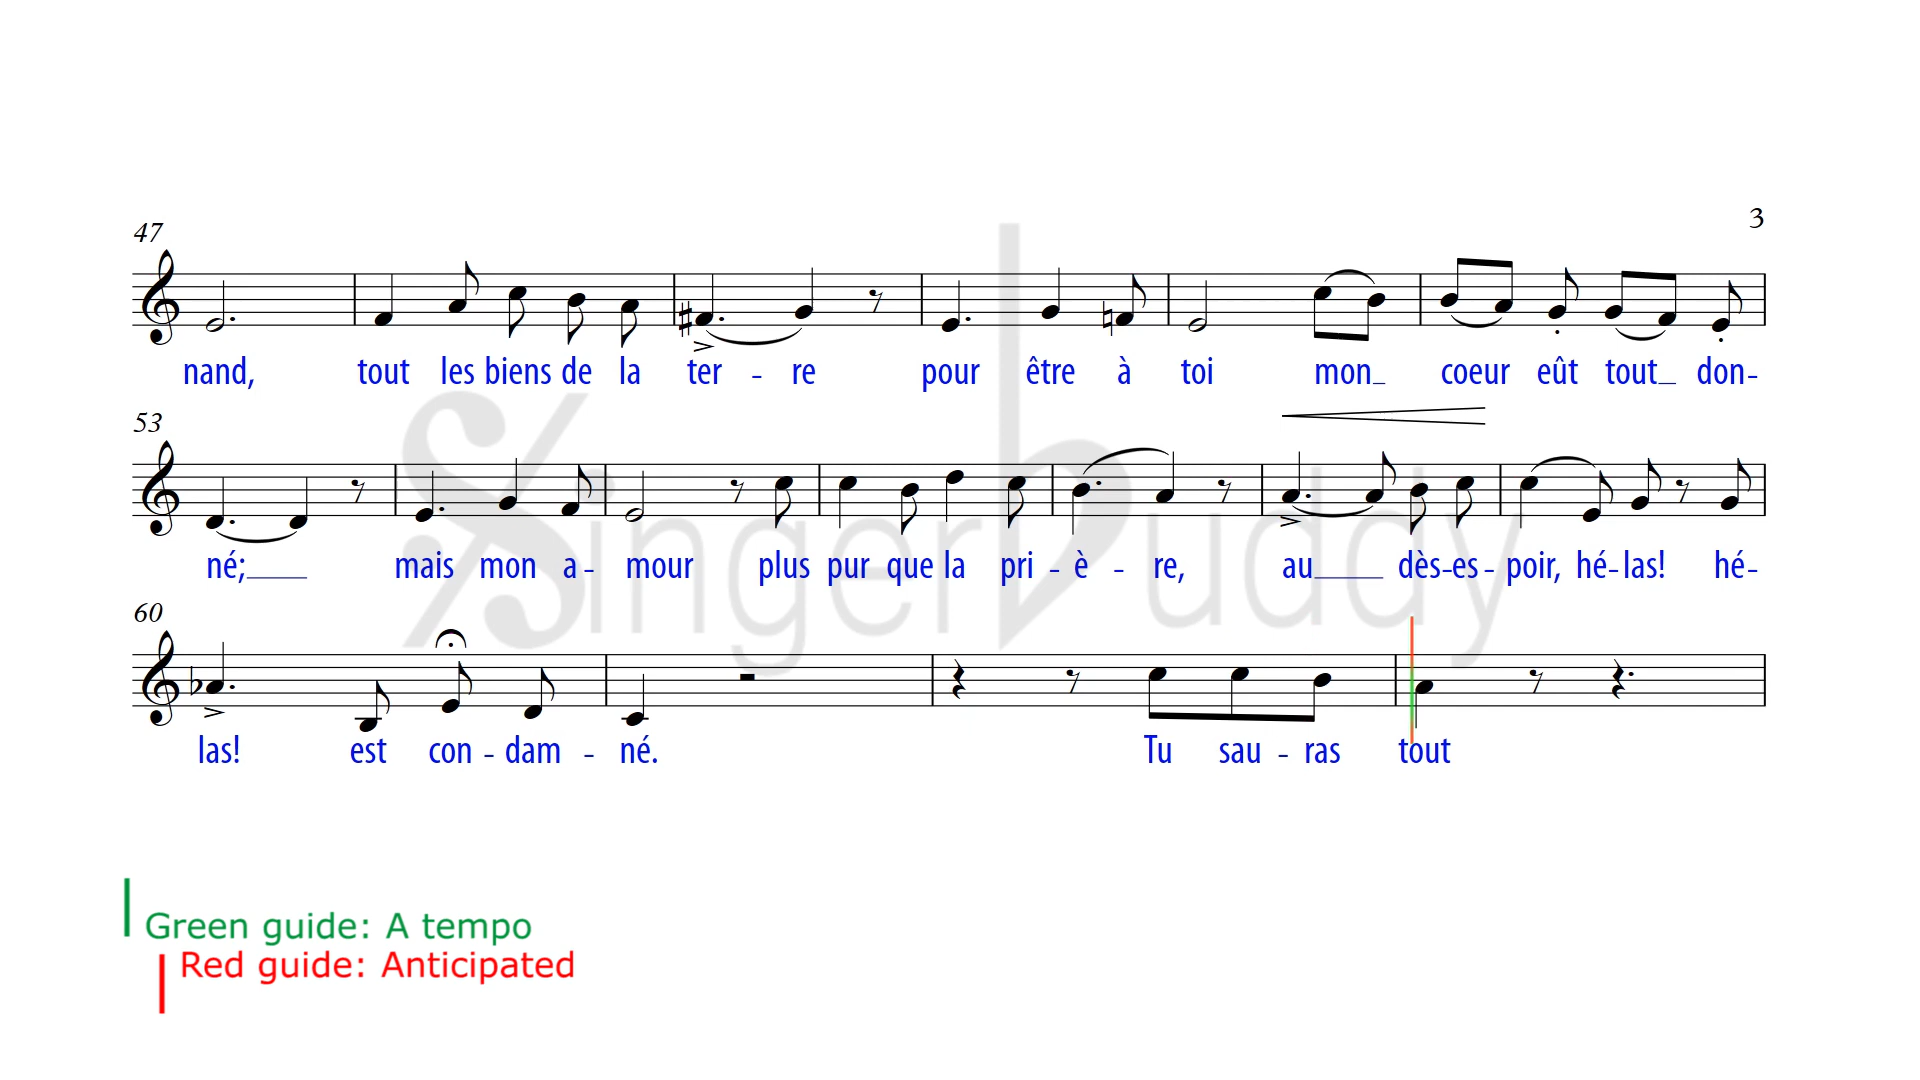 47
3
nand, tout les biens de la ter - re pour être à toi mon_ coeur eût tout_ don-
53
né;____ mais mon a- mour plus pur que la pri - è - re, au____ dès-es - poir, hé-las! hé-
60
las! est con - dam - né. Tu sau - ras tout
SingerBuddy
Green guide: A tempo
Red guide: Anticipated